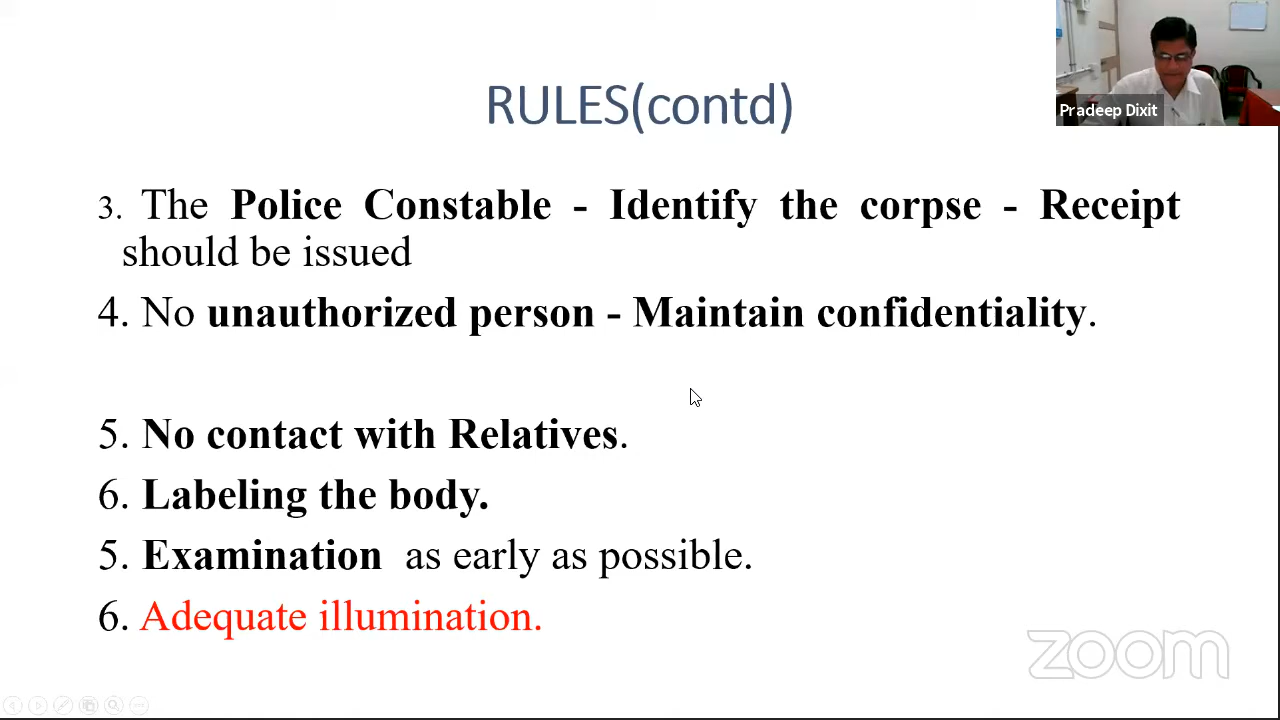 RULES(contd)
Pradeep Dixit
3. The Police Constable - Identify the corpse - Receipt
should be issued
4. No unauthorized person - Maintain confidentiality.
5. No contact with Relatives.
6. Labeling the body.
5. Examination as early as possible.
6. Adequate illumination.
zoom